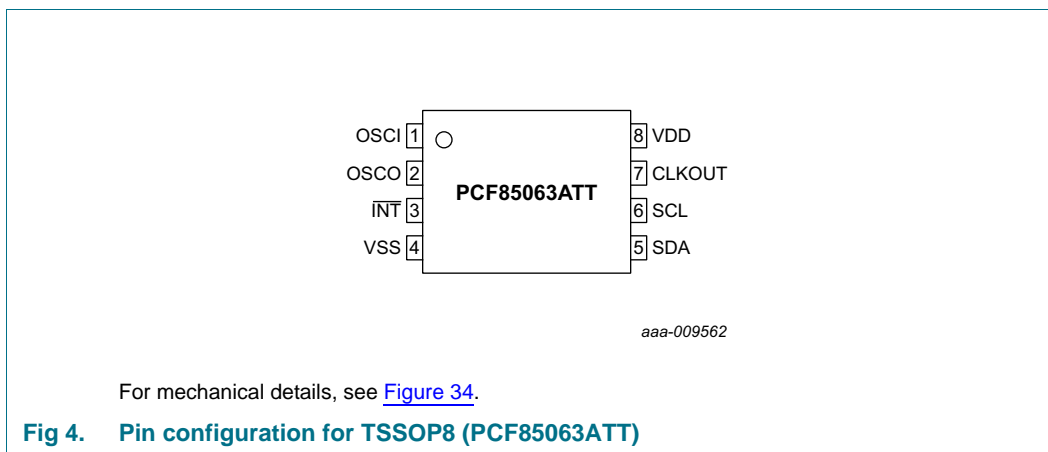 OSCI 1 8 VDD
OSCO 2 7 CLKOUT
PCF85063ATT
INT 3 6 SCL
VSS 4 5 SDA
aaa-009562
For mechanical details, see Figure 34.
Fig 4. Pin configuration for TSSOP8 (PCF85063ATT)